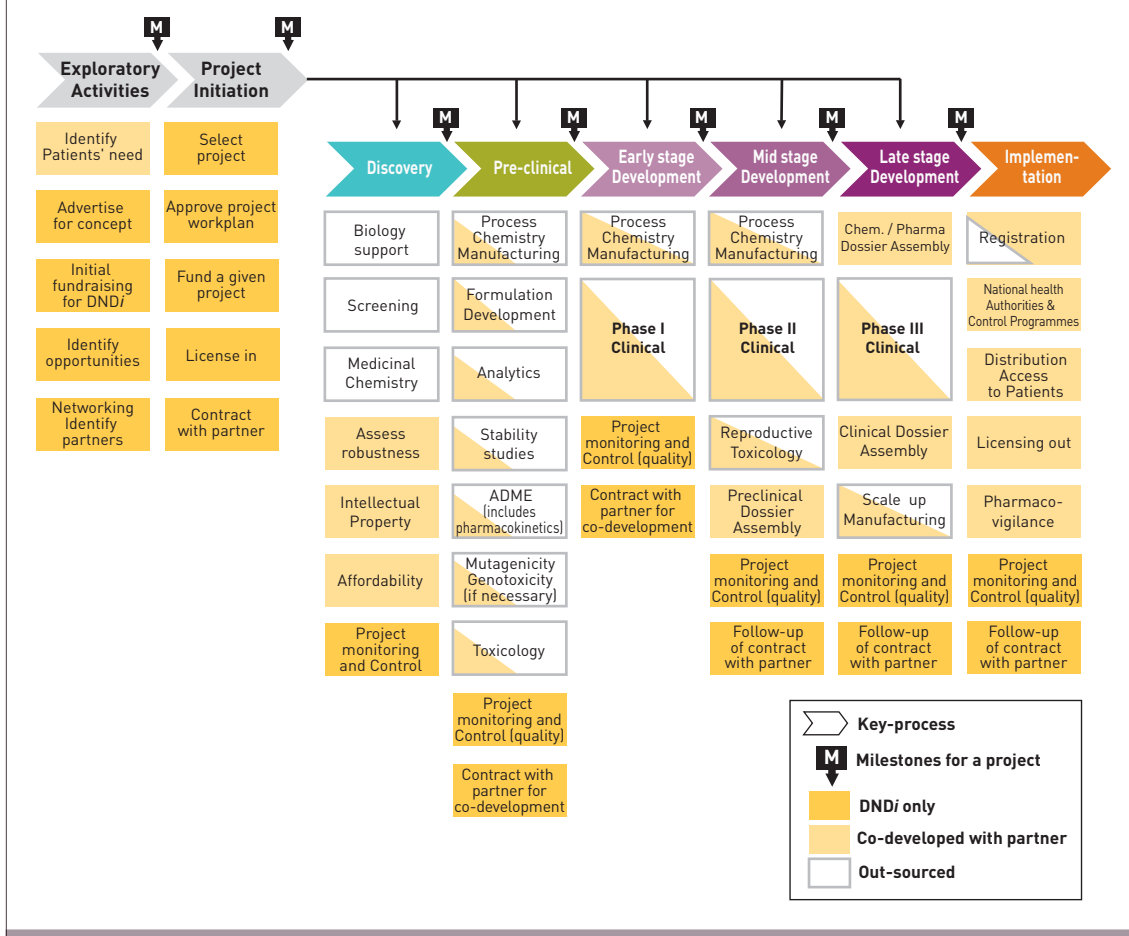 M
M
Exploratory
Activities
Project
Initiation
Identify
Patients' need
Advertise
for concept
Initial
fundraising
for DNDi
Identify
opportunities
Networking
Identify
partners
Select
project
Approve project
workplan
Fund a given
project
License in
Contract
with partner
M
M
M
M
M
Discovery
Pre-clinical
Early stage
Development
Mid stage
Development
Late stage
Development
Implemen-
tation
Biology
support
Screening
Medicinal
Chemistry
Assess
robustness
Intellectual
Property
Affordability
Project
monitoring
and Control
Process
Chemistry
Manufacturing
Formulation
Development
Analytics
Stability
studies
ADME
(includes
pharmacokinetics)
Mutagenicity
Genotoxicity
(if necessary)
Toxicology
Project
monitoring and
Control (quality)
Contract with
partner for
co-development
Process
Chemistry
Manufacturing
Phase I
Clinical
Project
monitoring and
Control (quality)
Contract with
partner for
co-development
Process
Chemistry
Manufacturing
Phase II
Clinical
Reproductive
Toxicology
Preclinical
Dossier
Assembly
Project
monitoring and
Control (quality)
Follow-up
of contract
with partner
Chem. / Pharma
Dossier Assembly
Phase III
Clinical
Clinical Dossier
Assembly
Scale up
Manufacturing
Project
monitoring and
Control (quality)
Follow-up
of contract
with partner
Registration
National health
Authorities &
Control Programmes
Distribution
Access
to Patients
Licensing out
Pharmaco-
vigilance
Project
monitoring and
Control (quality)
Follow-up
of contract
with partner
Key-process
M
Milestones for a project
DNDi only
Co-developed with partner
Out-sourced